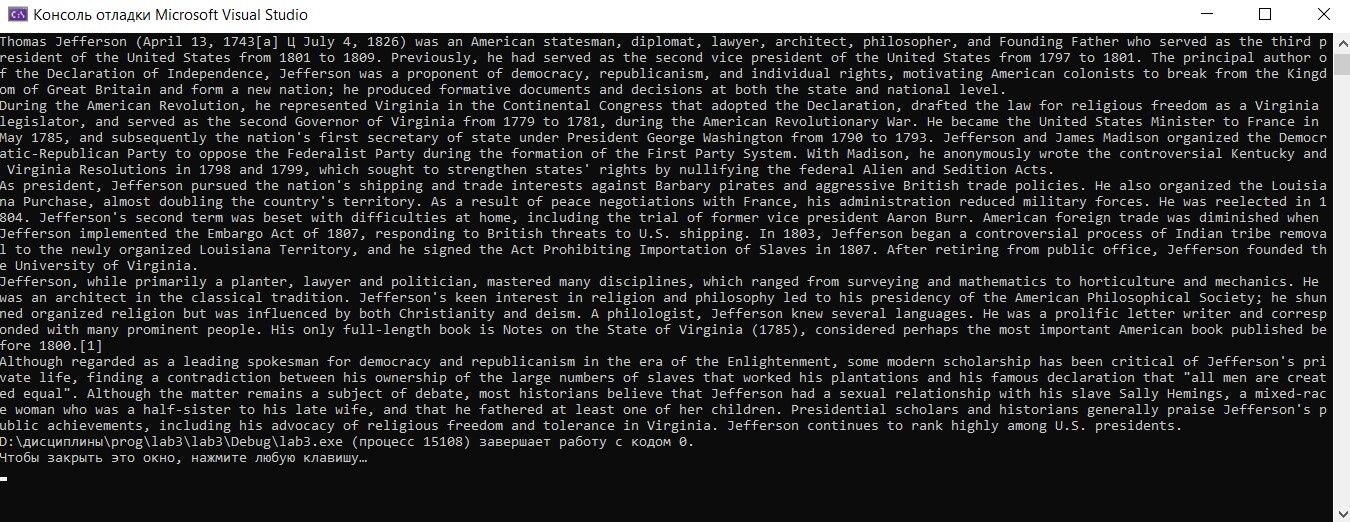 Консоль отладки Microsoft Visual Studio
Thomas Jefferson (April 13, 1743[a] Ц July 4, 1826) was an American statesman, diplomat, lawyer, architect, philosopher, and Founding Father who served as the third p
resident of the United States from 1801 to 1809. Previously, he had served as the second vice president of the United States from 1797 to 1801. The principal author o
f the Declaration of Independence, Jefferson was a proponent of democracy, republicanism, and individual rights, motivating American colonists to break from the Kingd
om of Great Britain and form a new nation; he produced formative documents and decisions at both the state and national level.
During the American Revolution, he represented Virginia in the Continental Congress that adopted the Declaration, drafted the law for religious freedom as a Virginia
legislator, and served as the second Governor of Virginia from 1779 to 1781, during the American Revolutionary War. He became the United States Minister to France in
May 1785, and subsequently the nation's first secretary of state under President George Washington from 1790 to 1793. Jefferson and James Madison organized the Democr
atic-Republican Party to oppose the Federalist Party during the formation of the First Party System. With Madison, he anonymously wrote the controversial Kentucky and
Virginia Resolutions in 1798 and 1799, which sought to strengthen states' rights by nullifying the federal Alien and Sedition Acts.
As president, Jefferson pursued the nation's shipping and trade interests against Barbary pirates and aggressive British trade policies. He also organized the Louisia
na Purchase, almost doubling the country's territory. As a result of peace negotiations with France, his administration reduced military forces. He was reelected in 1
804. Jefferson's second term was beset with difficulties at home, including the trial of former vice president Aaron Burr. American foreign trade was diminished when
Jefferson implemented the Embargo Act of 1807, responding to British threats to U.S. shipping. In 1803, Jefferson began a controversial process of Indian tribe remova
l to the newly organized Louisiana Territory, and he signed the Act Prohibiting Importation of Slaves in 1807. After retiring from public office, Jefferson founded th
e University of Virginia.
Jefferson, while primarily a planter, lawyer and politician, mastered many disciplines, which ranged from surveying and mathematics to horticulture and mechanics. He
was an architect in the classical tradition. Jefferson's keen interest in religion and philosophy led to his presidency of the American Philosophical Society; he shun
ned organized religion but was influenced by both Christianity and deism. A philologist, Jefferson knew several languages. He was a prolific letter writer and corresp
onded with many prominent people. His only full-length book is Notes on the State of Virginia (1785), considered perhaps the most important American book published be
fore 1800.[1]
Although regarded as a leading spokesman for democracy and republicanism in the era of the Enlightenment, some modern scholarship has been critical of Jefferson's pri
vate life, finding a contradiction between his ownership of the large numbers of slaves that worked his plantations and his famous declaration that "all men are creat
ed equal". Although the matter remains a subject of debate, most historians believe that Jefferson had a sexual relationship with his slave Sally Hemings, a mixed-rac
e woman who was a half-sister to his late wife, and that he fathered at least one of her children. Presidential scholars and historians generally praise Jefferson's p
ublic achievements, including his advocacy of religious freedom and tolerance in Virginia. Jefferson continues to rank highly among U.S. presidents.
D:\дисциплины\prog\lab3\lab3\Debug\lab3.exe (процесс 15108) завершает работу с кодом 0.
Чтобы закрыть это окно, нажмите любую клавишу…